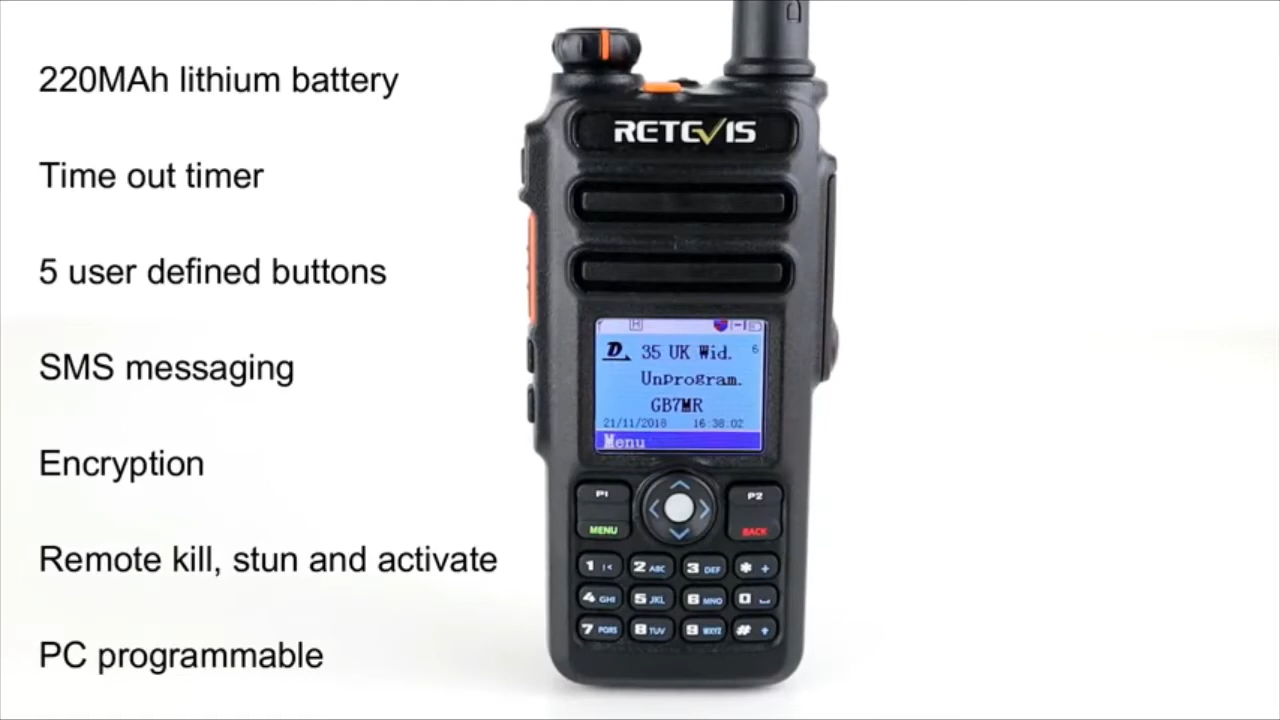 220MAh lithium battery
Time out timer
5 user defined buttons
SMS messaging
Encryption
Remote kill, stun and activate
PC programmable
RETEVIS
H
D 35 UK Wid. 6
Unprogram.
GB7MR
21/11/2018 16:38:02
Menu
P1 P2
MENU BACK
1 2 ABC 3 DEF * +
4 GHI 5 JKL 6 MNO 0
7 PQRS 8 TUV 9 WXYZ #